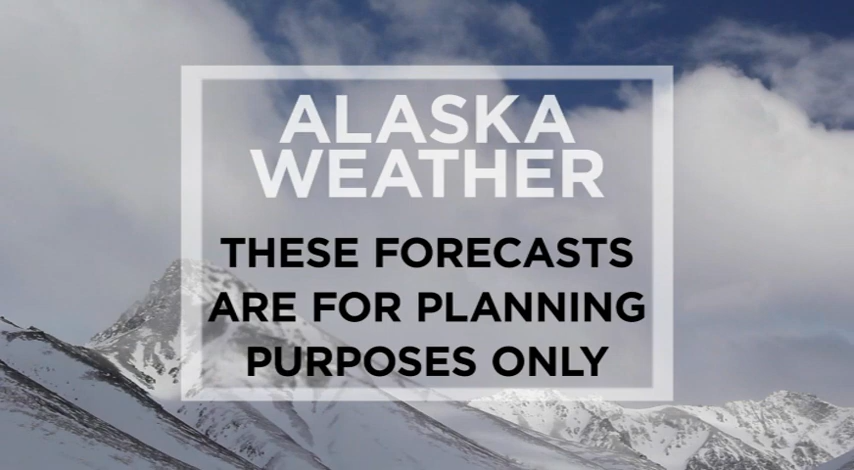 ALASKA
WEATHER
THESE FORECASTS
ARE FOR PLANNING
PURPOSES ONLY